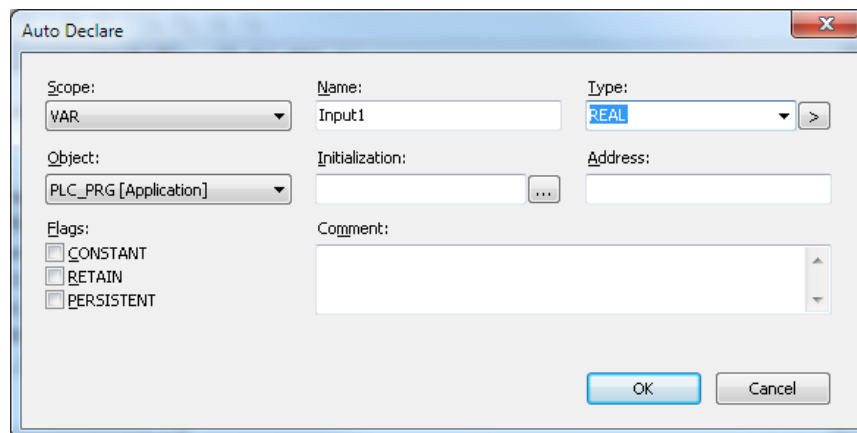 Auto Declare
Scope: Name: Type:
VAR Input1 REAL >
Object: Initialization: Address:
PLC_PRG [Application] ...
Flags: Comment:
CONSTANT
RETAIN
PERSISTENT
OK Cancel